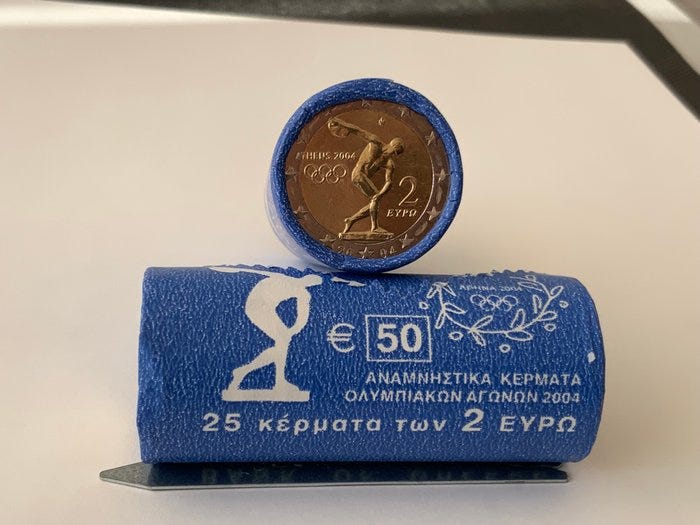 ATHENS 2004
2
ΕΥΡΩ
20 04
ΑΘΗΝΑ 2004
€ 50
ΑΝΑΜΝΗΣΤΙΚΑ ΚΕΡΜΑΤΑ
ΟΛΥΜΠΙΑΚΩΝ ΑΓΩΝΩΝ 2004
25 κέρματα των 2 ΕΥΡΩ